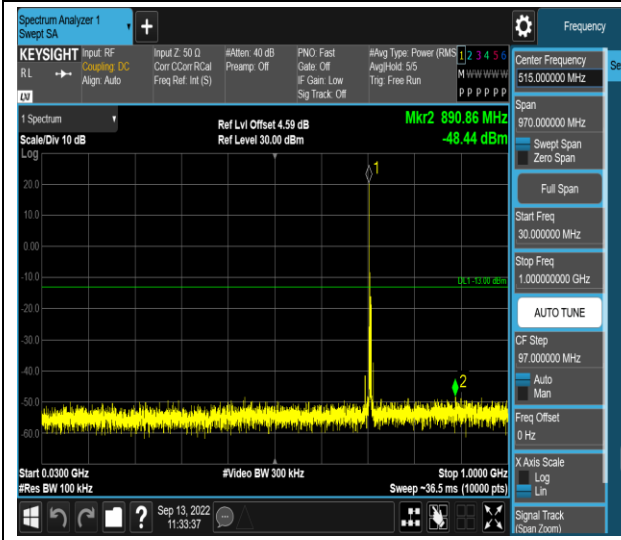 Spectrum Analyzer 1
Swept SA
+
Frequency
KEYSIGHT
RL
LXI
Input: RF
Coupling: DC
Align: Auto
Input Z: 50 Ω
Corr CCorr RCal
Freq Ref: Int (S)
#Atten: 40 dB
Preamp: Off
PNO: Fast
Gate: Off
IF Gain: Low
Sig Track: Off
#Avg Type: Power (RMS
Avg|Hold: 5/5
Trig: Free Run
1 2 3 4 5 6
M W W W W W
P P P P P P
1 Spectrum
Scale/Div 10 dB
Ref Lvl Offset 4.59 dB
Ref Level 30.00 dBm
Mkr2 890.86 MHz
-48.44 dBm
Log
20.0
10.0
0.00
-10.0
-20.0
-30.0
-40.0
-50.0
-60.0
1
DL1 -13.00 dBm
2
Start 0.0300 GHz
#Res BW 100 kHz
#Video BW 300 kHz
Stop 1.0000 GHz
Sweep ~36.5 ms (10000 pts)
Sep 13, 2022
11:33:37
?
Center Frequency
515.000000 MHz
Se
Span
970.000000 MHz
Swept Span
Zero Span
Full Span
Start Freq
30.000000 MHz
Stop Freq
1.000000000 GHz
AUTO TUNE
CF Step
97.000000 MHz
Auto
Man
Freq Offset
0 Hz
X Axis Scale
Log
Lin
Signal Track
(Span Zoom)